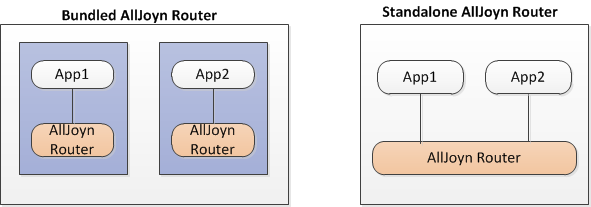 Bundled AllJoyn Router
App1
AllJoyn
Router
App2
AllJoyn
Router
Standalone AllJoyn Router
App1
App2
AllJoyn Router